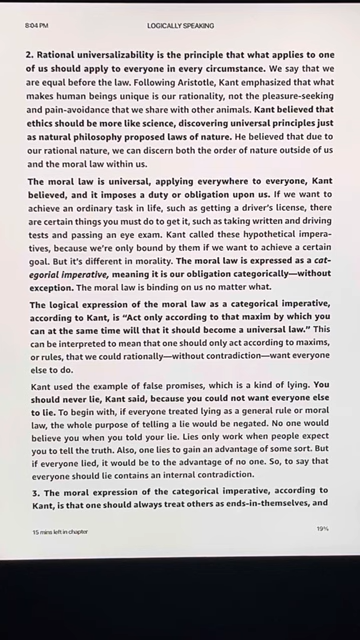 8:04 PM
LOGICALLY SPEAKING
2. Rational universalizability is the principle that what applies to one
of us should apply to everyone in every circumstance. We say that we
are equal before the law. Following Aristotle, Kant emphasized that what
makes human beings unique is our rationality, not the pleasure-seeking
and pain-avoidance that we share with other animals. Kant believed that
ethics should be more like science, discovering universal principles just
as natural philosophy proposed laws of nature. He believed that due to
our rational nature, we can discern both the order of nature outside of us
and the moral law within us.
The moral law is universal, applying everywhere to everyone, Kant
believed, and it imposes a duty or obligation upon us. If we want to
achieve an ordinary task in life, such as getting a driver's license, there
are certain things you must do to get it, such as taking written and driving
tests and passing an eye exam. Kant called these hypothetical impera-
tives, because we're only bound by them if we want to achieve a certain
goal. But it's different in morality. The moral law is expressed as a cat-
egorial imperative, meaning it is our obligation categorically—without
exception. The moral law is binding on us no matter what.
The logical expression of the moral law as a categorical imperative,
according to Kant, is “Act only according to that maxim by which you
can at the same time will that it should become a universal law.” This
can be interpreted to mean that one should only act according to maxims,
or rules, that we could rationally—without contradiction—want everyone
else to do.
Kant used the example of false promises, which is a kind of lying. You
should never lie, Kant said, because you could not want everyone else
to lie. To begin with, if everyone treated lying as a general rule or moral
law, the whole purpose of telling a lie would be negated. No one would
believe you when you told your lie. Lies only work when people expect
you to tell the truth. Also, one lies to gain an advantage of some sort. But
if everyone lied, it would be to the advantage of no one. So, to say that
everyone should lie contains an internal contradiction.
3. The moral expression of the categorical imperative, according to
Kant, is that one should always treat others as ends-in-themselves, and
15 mins left in chapter
19%